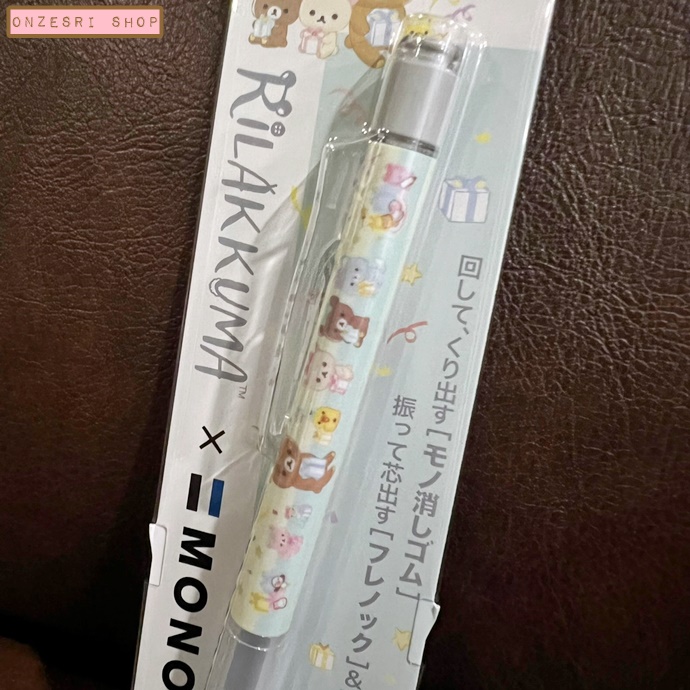 ONZESRI SHOP
RILAKKUMA™
×
MONO
回して、くり出す[モノ消しゴム]
振って芯出す[フレノック]&